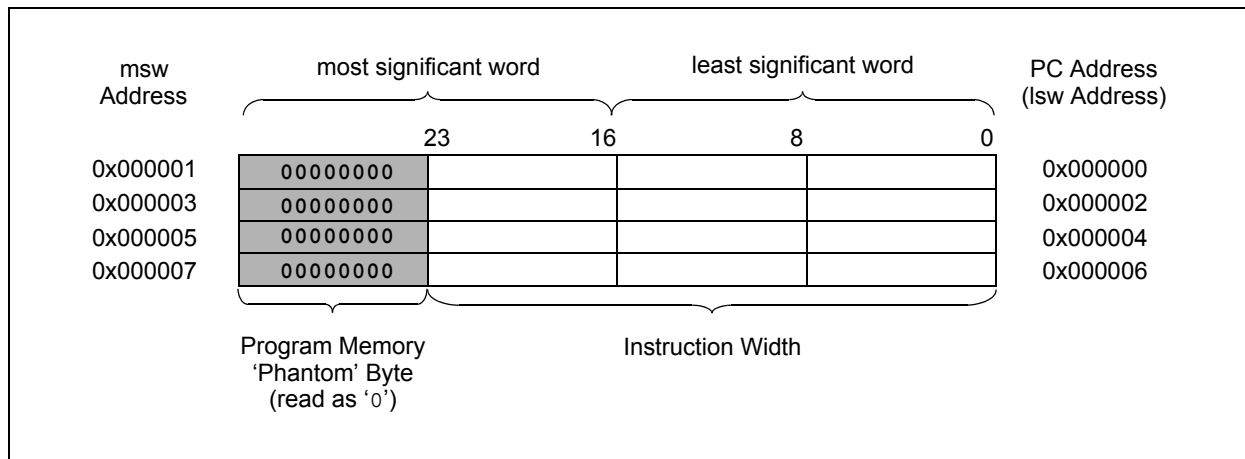 msw
Address
most significant word
least significant word
PC Address
(lsw Address)
23 16 8 0
0x000001 00000000 0x000000
0x000003 00000000 0x000002
0x000005 00000000 0x000004
0x000007 00000000 0x000006
Program Memory
‘Phantom’ Byte
(read as ‘0’)
Instruction Width